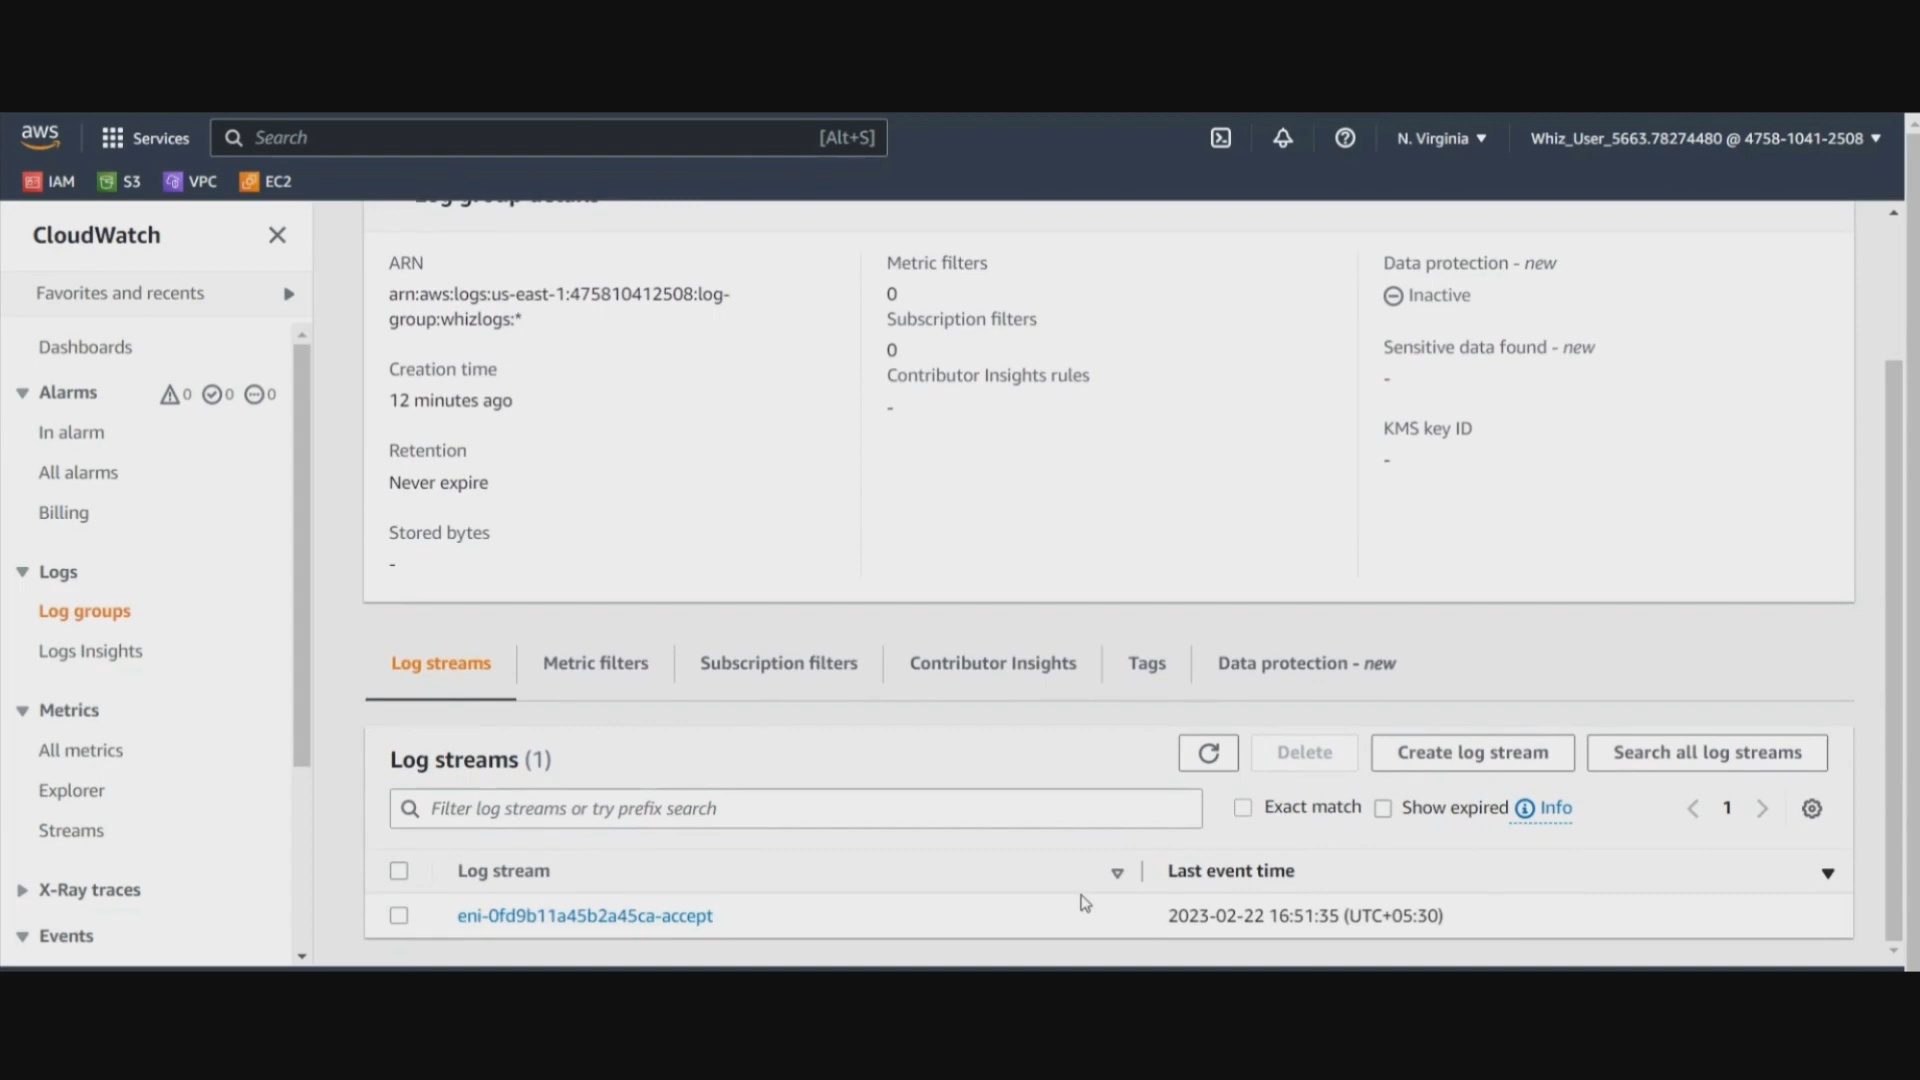 aws
Services
Search
[Alt+S]
N. Virginia
Whiz_User_5663.78274480 @ 4758-1041-2508
IAM
S3
VPC
EC2
CloudWatch
Favorites and recents
Dashboards
Alarms
0
0
0
In alarm
All alarms
Billing
Logs
Log groups
Logs Insights
Metrics
All metrics
Explorer
Streams
X-Ray traces
Events
Log group details
ARN
arn:aws:logs:us-east-1:475810412508:log-
group:whizlogs:*
Creation time
12 minutes ago
Retention
Never expire
Stored bytes
-
Metric filters
0
Subscription filters
0
Contributor Insights rules
-
Data protection - new
Inactive
Sensitive data found - new
-
KMS key ID
-
Log streams
Metric filters
Subscription filters
Contributor Insights
Tags
Data protection - new
Log streams (1)
Delete
Create log stream
Search all log streams
Filter log streams or try prefix search
Exact match
Show expired
Info
1
Log stream
Last event time
eni-0fd9b11a45b2a45ca-accept
2023-02-22 16:51:35 (UTC+05:30)